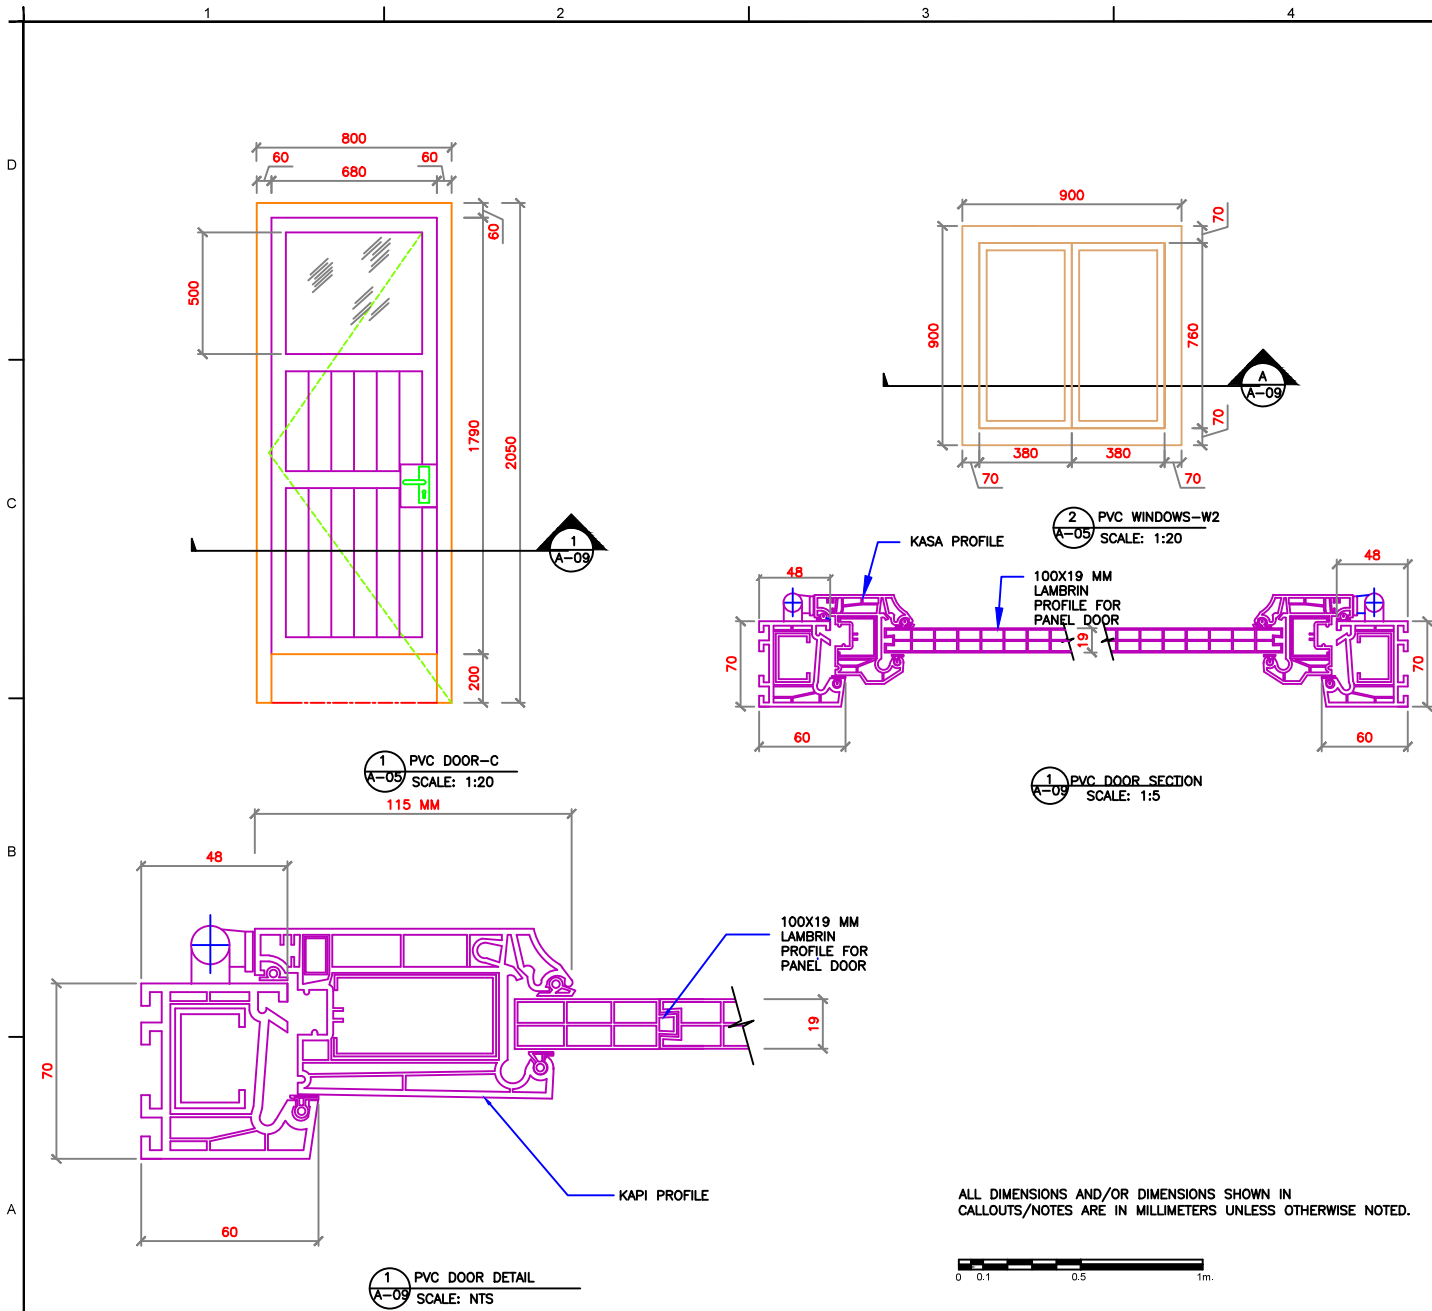 1
2
3
4
D
C
B
A
800
60
60
680
60
500
1790
2050
200
1
A-09
1
A-05
PVC DOOR-C
SCALE: 1:20
900
70
900
760
A
A-09
70
380
380
70
70
2
A-05
PVC WINDOWS-W2
SCALE: 1:20
KASA PROFILE
48
100X19 MM
LAMBRIN
PROFILE FOR
PANEL DOOR
48
19
70
70
60
60
1
A-09
PVC DOOR SECTION
SCALE: 1:5
115 MM
48
100X19 MM
LAMBRIN
PROFILE FOR
PANEL DOOR
19
70
KAPI PROFILE
60
1
A-09
PVC DOOR DETAIL
SCALE: NTS
ALL DIMENSIONS AND/OR DIMENSIONS SHOWN IN
CALLOUTS/NOTES ARE IN MILLIMETERS UNLESS OTHERWISE NOTED.
0 0.1 0.5 1m.